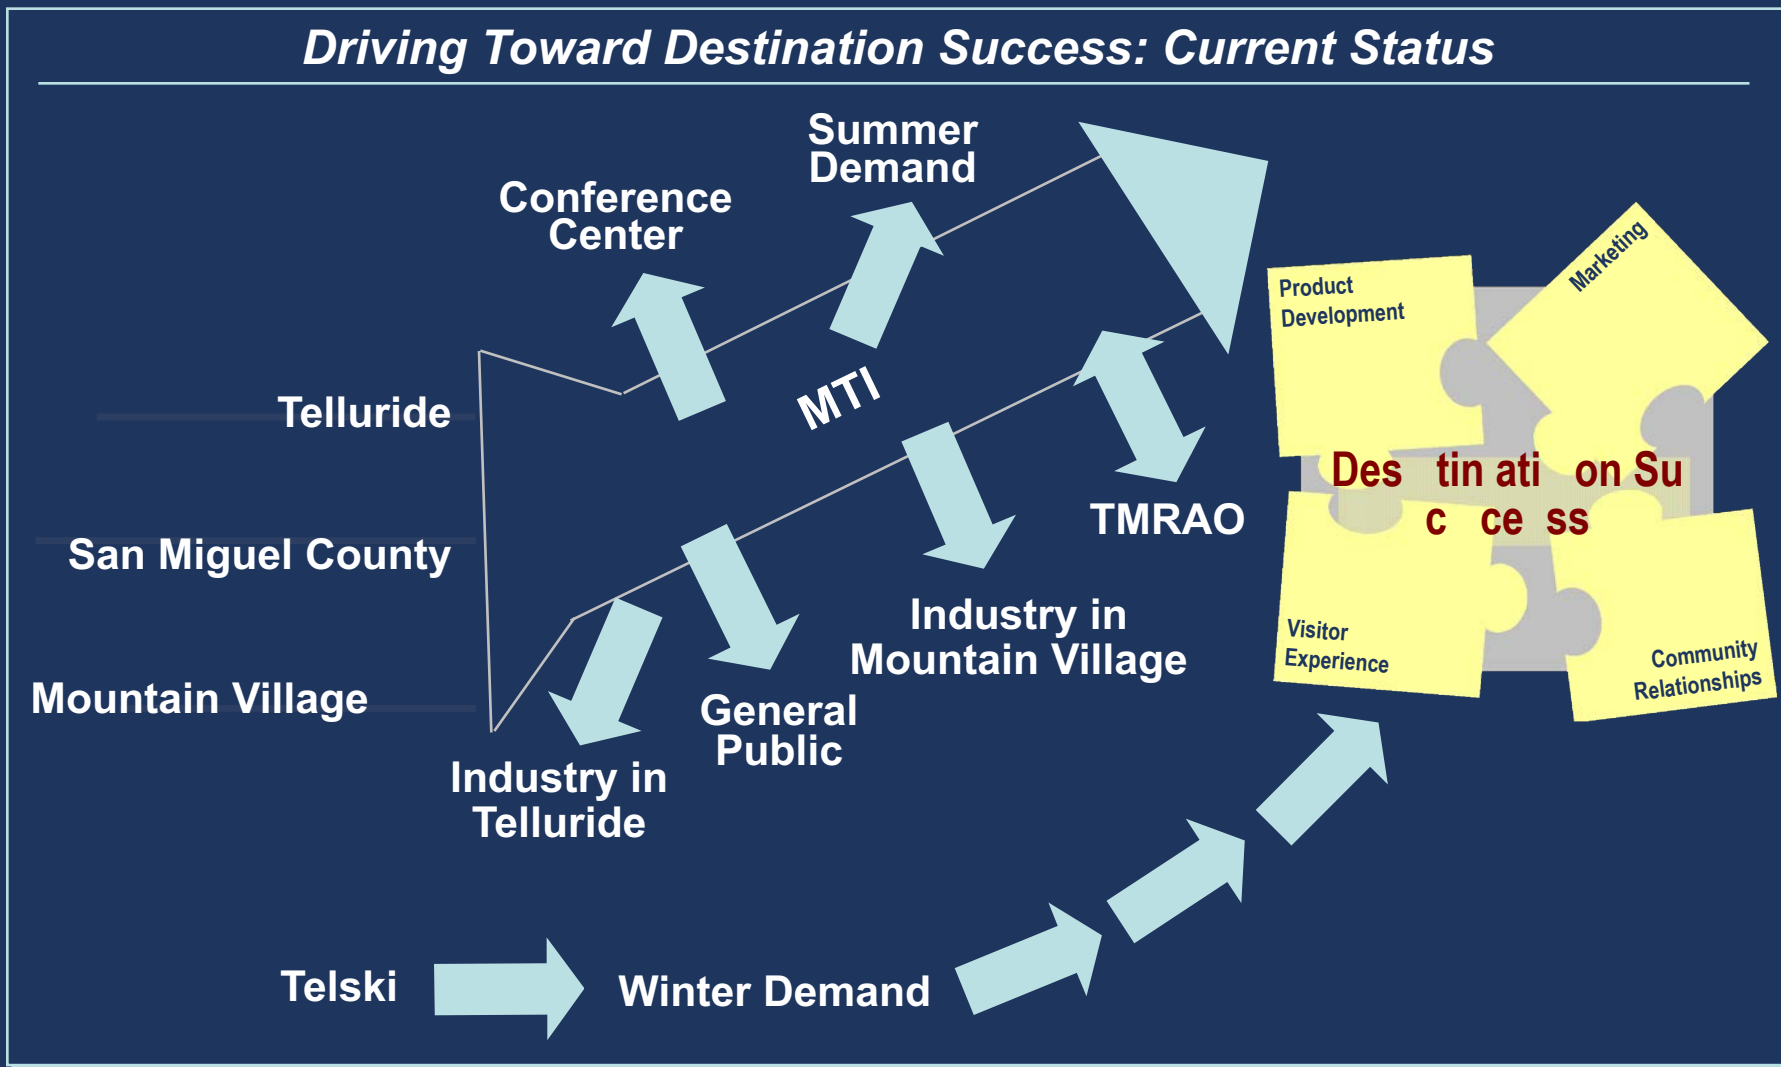 Driving Toward Destination Success: Current Status
Summer
Demand
Conference
Center
Telluride
San Miguel County
Mountain Village
MTI
TMRAO
Industry in
Mountain Village
General
Public
Industry in
Telluride
Telski
Winter Demand
Product
Development
Marketing
Des tin ati on Su
c ce ss
Visitor
Experience
Community
Relationships